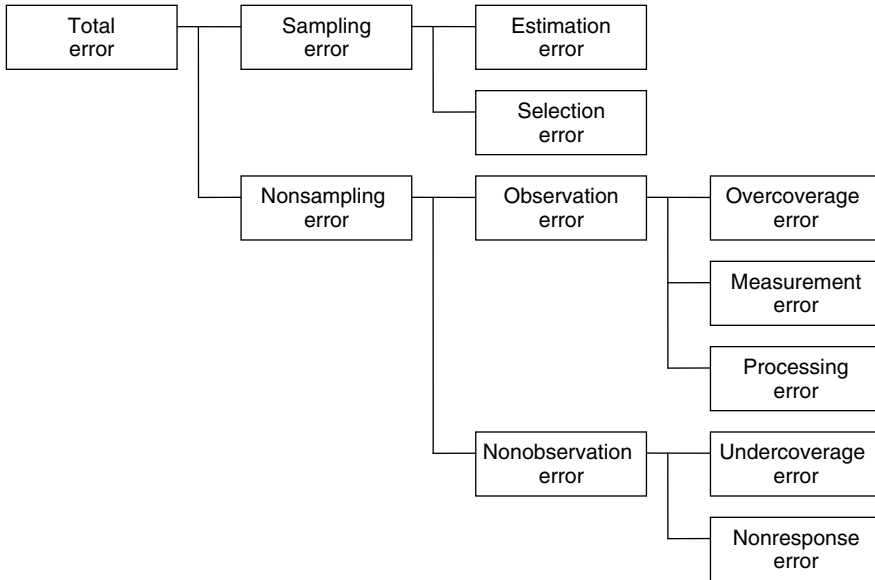 Total
error
Sampling
error
Estimation
error
Selection
error
Nonsampling
error
Observation
error
Overcoverage
error
Measurement
error
Processing
error
Nonobservation
error
Undercoverage
error
Nonresponse
error